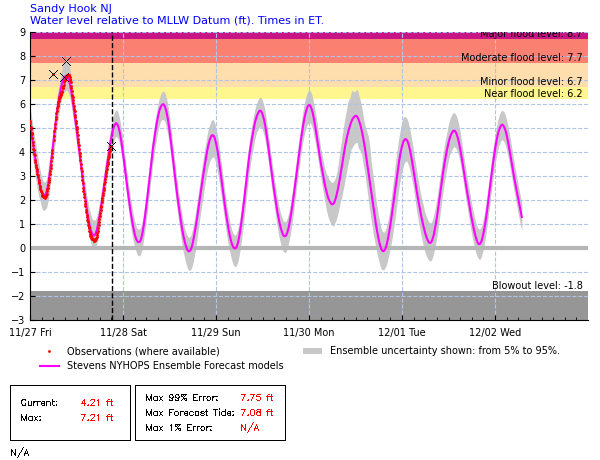 Sandy Hook NJ
Water level relative to MLLW Datum (ft). Times in ET.
9
Major flood level: 8.7
8
Moderate flood level: 7.7
7
Minor flood level: 6.7
Near flood level: 6.2
6
5
4
3
2
1
0
−1
Blowout level: -1.8
−2
−3
11/27 Fri 11/28 Sat 11/29 Sun 11/30 Mon 12/01 Tue 12/02 Wed
Observations (where available) Ensemble uncertainty shown: from 5% to 95%.
Stevens NYHOPS Ensemble Forecast models
Current: 4.21 ft
Max: 7.21 ft
Max 99% Error: 7.75 ft
Max Forecast Tide: 7.08 ft
Max 1% Error: N/A
N/A